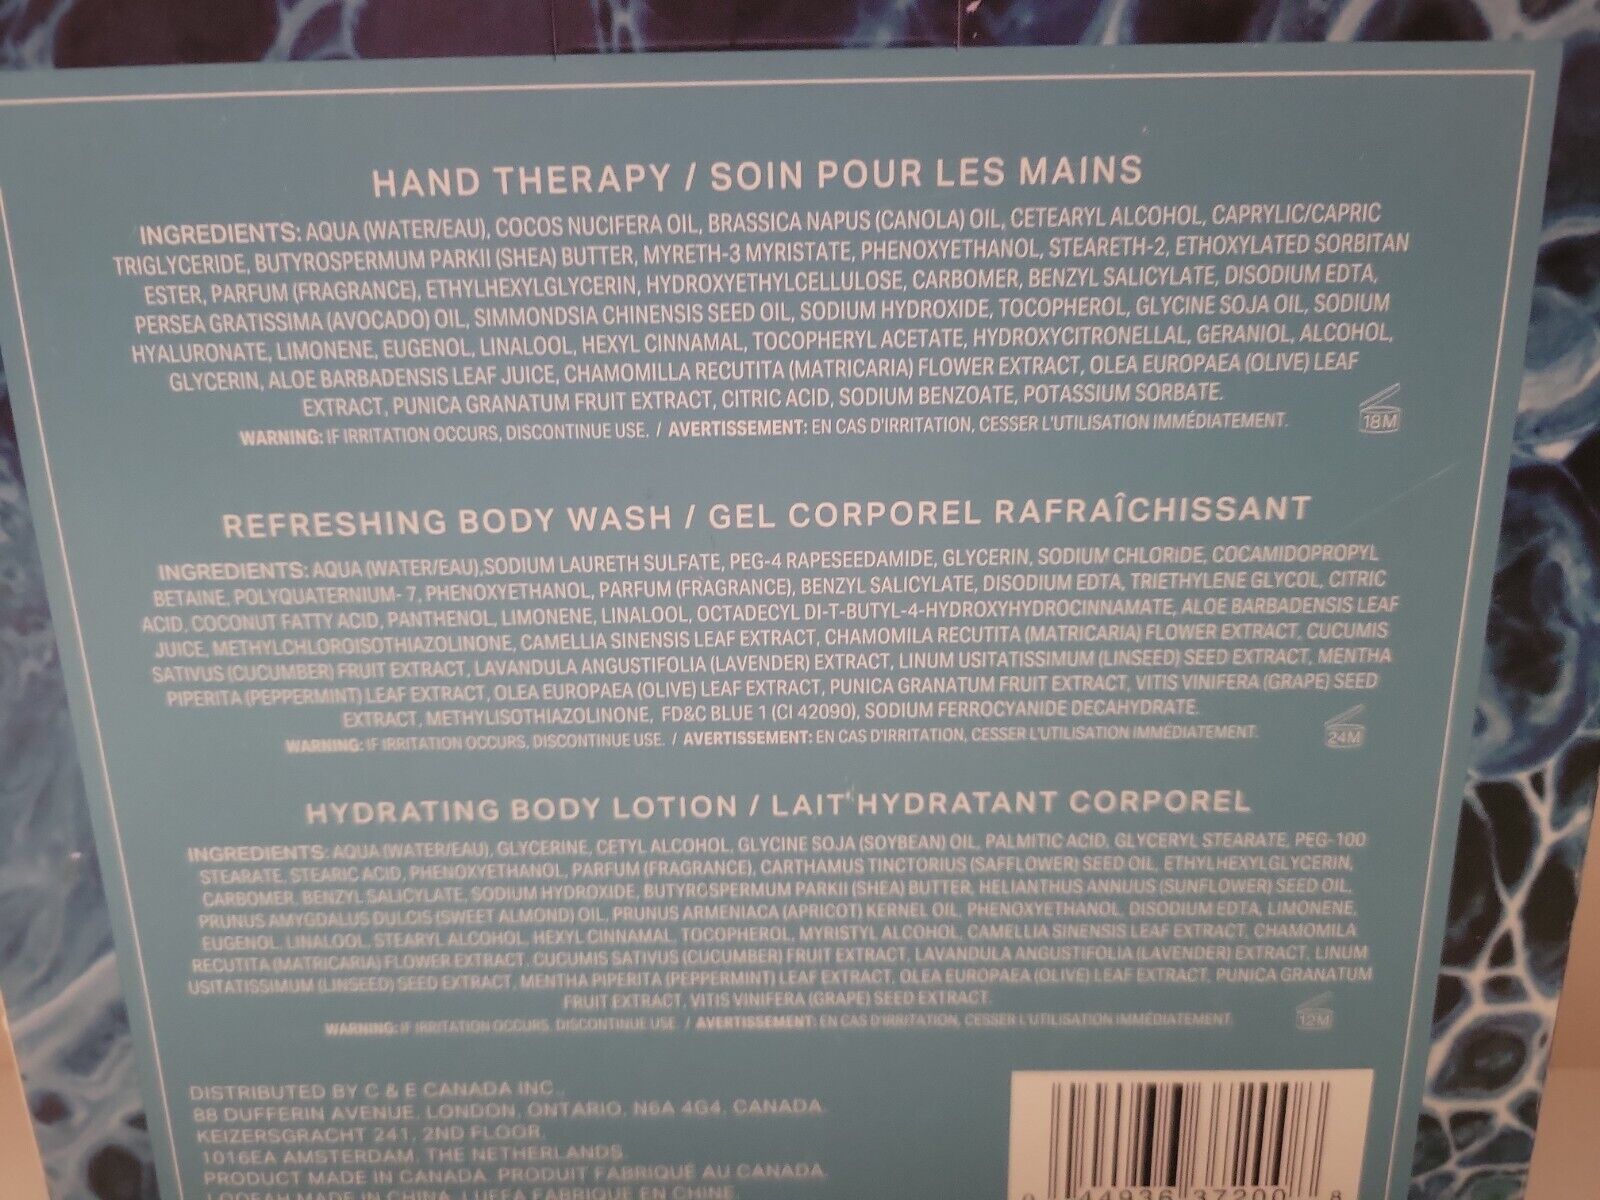 HAND THERAPY / SOIN POUR LES MAINS
INGREDIENTS: AQUA (WATER/EAU), COCOS NUCIFERA OIL, BRASSICA NAPUS (CANOLA) OIL, CETEARYL ALCOHOL, CAPRYLIC/CAPRIC
TRIGLYCERIDE, BUTYROSPERMUM PARKII (SHEA) BUTTER, MYRETH-3 MYRISTATE, PHENOXYETHANOL, STEARETH-2, ETHOXYLATED SORBITAN
ESTER, PARFUM (FRAGRANCE), ETHYLHEXYLGLYCERIN, HYDROXYETHYLCELLULOSE, CARBOMER, BENZYL SALICYLATE, DISODIUM EDTA,
PERSEA GRATISSIMA (AVOCADO) OIL, SIMMONDSIA CHINENSIS SEED OIL, SODIUM HYDROXIDE, TOCOPHEROL, GLYCINE SOJA OIL, SODIUM
HYALURONATE, LIMONENE, EUGENOL, LINALOOL, HEXYL CINNAMAL, TOCOPHERYL ACETATE, HYDROXYCITRONELLAL, GERANIOL, ALCOHOL,
GLYCERIN, ALOE BARBADENSIS LEAF JUICE, CHAMOMILLA RECUTITA (MATRICARIA) FLOWER EXTRACT, OLEA EUROPAEA (OLIVE) LEAF
EXTRACT, PUNICA GRANATUM FRUIT EXTRACT, CITRIC ACID, SODIUM BENZOATE, POTASSIUM SORBATE.
WARNING: IF IRRITATION OCCURS, DISCONTINUE USE. / AVERTISSEMENT: EN CAS D'IRRITATION, CESSER L'UTILISATION IMMÉDIATEMENT.
18M
REFRESHING BODY WASH / GEL CORPOREL RAFRAÎCHISSANT
INGREDIENTS: AQUA (WATER/EAU),SODIUM LAURETH SULFATE, PEG-4 RAPESEEDAMIDE, GLYCERIN, SODIUM CHLORIDE, COCAMIDOPROPYL
BETAINE, POLYQUATERNIUM- 7, PHENOXYETHANOL, PARFUM (FRAGRANCE), BENZYL SALICYLATE, DISODIUM EDTA, TRIETHYLENE GLYCOL, CITRIC
ACID, COCONUT FATTY ACID, PANTHENOL, LIMONENE, LINALOOL, OCTADECYL DI-T-BUTYL-4-HYDROXYHYDROCINNAMATE, ALOE BARBADENSIS LEAF
JUICE, METHYLCHLOROISOTHIAZOLINONE, CAMELLIA SINENSIS LEAF EXTRACT, CHAMOMILA RECUTITA (MATRICARIA) FLOWER EXTRACT, CUCUMIS
SATIVUS (CUCUMBER) FRUIT EXTRACT, LAVANDULA ANGUSTIFOLIA (LAVENDER) EXTRACT, LINUM USITATISSIMUM (LINSEED) SEED EXTRACT, MENTHA
PIPERITA (PEPPERMINT) LEAF EXTRACT, OLEA EUROPAEA (OLIVE) LEAF EXTRACT, PUNICA GRANATUM FRUIT EXTRACT, VITIS VINIFERA (GRAPE) SEED
EXTRACT, METHYLISOTHIAZOLINONE, FD&C BLUE 1 (CI 42090), SODIUM FERROCYANIDE DECAHYDRATE.
WARNING: IF IRRITATION OCCURS, DISCONTINUE USE. / AVERTISSEMENT: EN CAS D'IRRITATION, CESSER L'UTILISATION IMMÉDIATEMENT.
24M
HYDRATING BODY LOTION / LAIT HYDRATANT CORPOREL
INGREDIENTS: AQUA (WATER/EAU), GLYCERINE, CETYL ALCOHOL, GLYCINE SOJA (SOYBEAN) OIL, PALMITIC ACID, GLYCERYL STEARATE, PEG-100
STEARATE, STEARIC ACID, PHENOXYETHANOL, PARFUM (FRAGRANCE), CARTHAMUS TINCTORIUS (SAFFLOWER) SEED OIL, ETHYLHEXYLGLYCERIN,
CARBOMER, BENZYL SALICYLATE, SODIUM HYDROXIDE, BUTYROSPERMUM PARKII (SHEA) BUTTER, HELIANTHUS ANNUUS (SUNFLOWER) SEED OIL,
PRUNUS AMYGDALUS DULCIS (SWEET ALMOND) OIL, PRUNUS ARMENIACA (APRICOT) KERNEL OIL, PHENOXYETHANOL, DISODIUM EDTA, LIMONENE,
EUGENOL, LINALOOL, STEARYL ALCOHOL, HEXYL CINNAMAL, TOCOPHEROL, MYRISTYL ALCOHOL, CAMELLIA SINENSIS LEAF EXTRACT, CHAMOMILA
RECUTITA (MATRICARIA) FLOWER EXTRACT, CUCUMIS SATIVUS (CUCUMBER) FRUIT EXTRACT, LAVANDULA ANGUSTIFOLIA (LAVENDER) EXTRACT, LINUM
USITATISSIMUM (LINSEED) SEED EXTRACT, MENTHA PIPERITA (PEPPERMINT) LEAF EXTRACT, OLEA EUROPAEA (OLIVE) LEAF EXTRACT, PUNICA GRANATUM
FRUIT EXTRACT, VITIS VINIFERA (GRAPE) SEED EXTRACT.
WARNING: IF IRRITATION OCCURS, DISCONTINUE USE. / AVERTISSEMENT: EN CAS D'IRRITATION, CESSER L'UTILISATION IMMÉDIATEMENT.
12M
DISTRIBUTED BY C & E CANADA INC.,
88 DUFFERIN AVENUE, LONDON, ONTARIO, N6A 4G4, CANADA
KEIZERSGRACHT 241, 2ND FLOOR,
1016EA AMSTERDAM, THE NETHERLANDS
PRODUCT MADE IN CANADA. PRODUIT FABRIQUÉ AU CANADA.
LOOFAH MADE IN CHINA. LUFFA FABRIQUÉ EN CHINE.
0 44936 37200 8